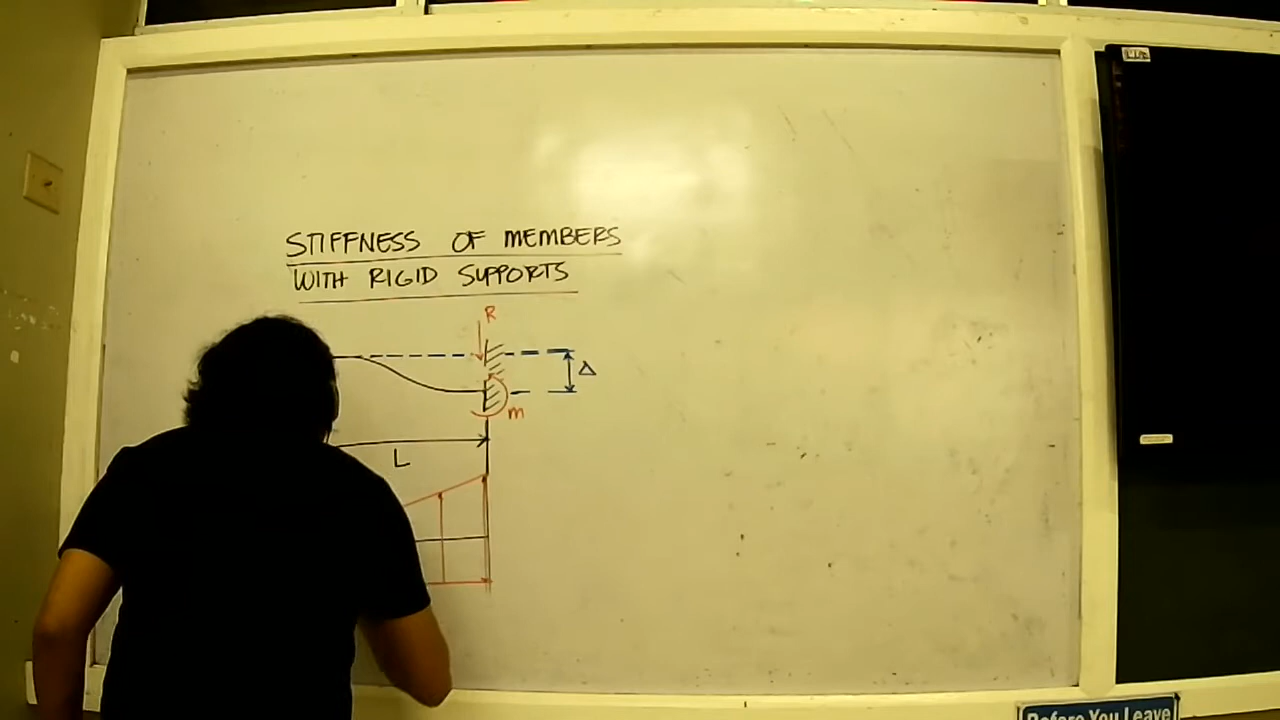 STIFFNESS OF MEMBERS
WITH RIGID SUPPORTS
R
Δ
m
L
Before You Leave